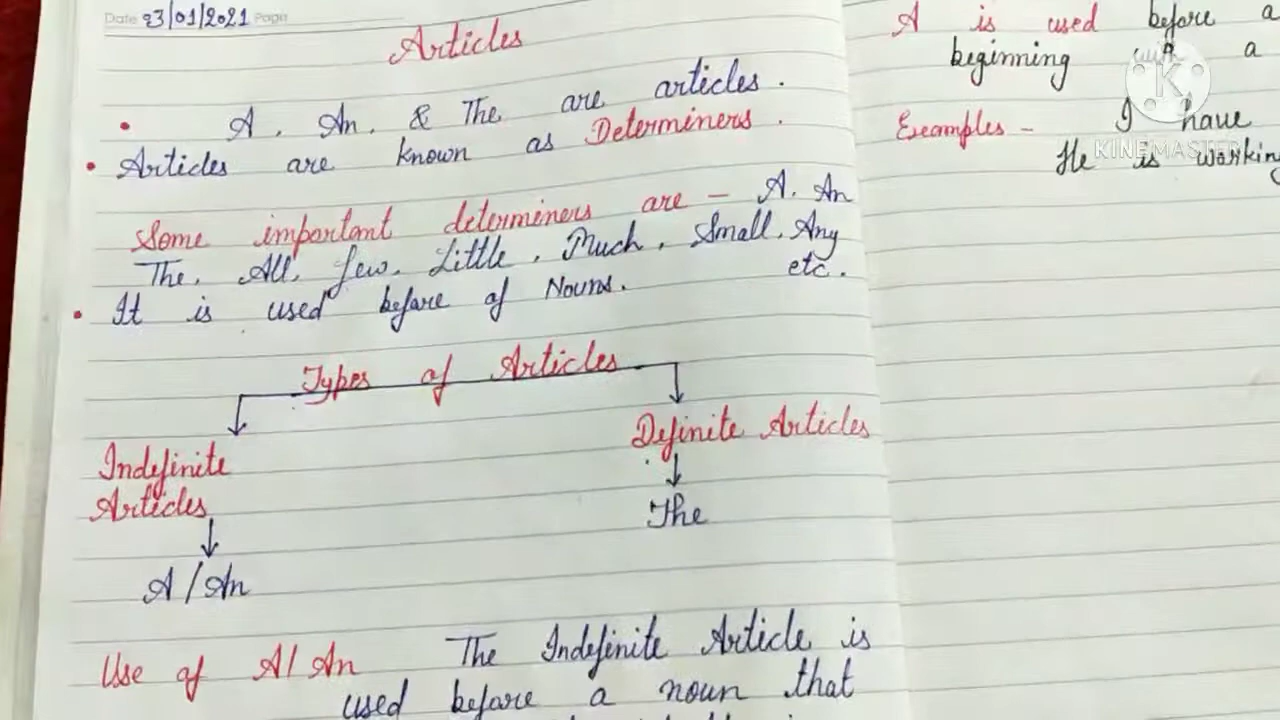 Date 23/01/2021 Page
Articles
• A, An, & The are articles.
• Articles are known as Determiners.
Some important determiners are - A, An
The, All, few, Little, Much, Small, Any
etc.
• It is used before of Nouns.
Types of Articles
Indefinite Articles
A / An
Definite Articles
The
Use of A/ An The Indefinite Article is
used before a noun that
A is used before a
beginning with a
Examples - I have
He is working
KINEMASTER